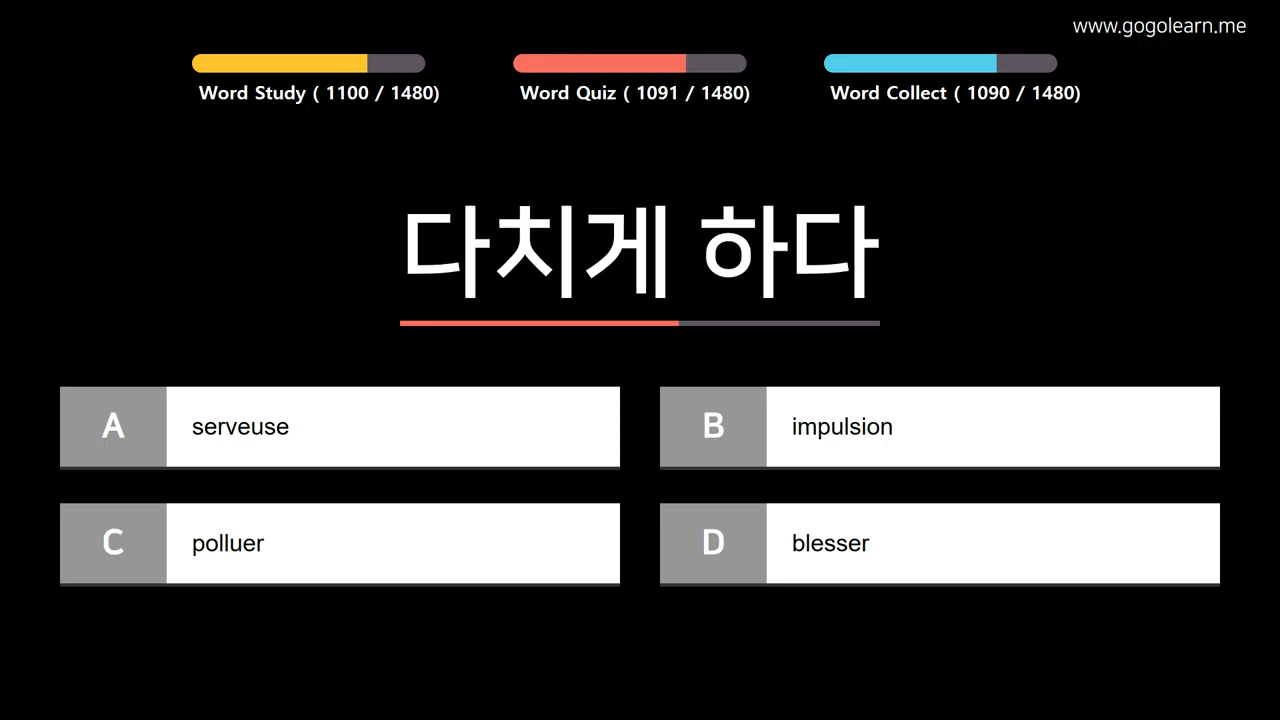 www.gogolearn.me
Word Study ( 1100 / 1480)
Word Quiz ( 1091 / 1480)
Word Collect ( 1090 / 1480)
다치게 하다
A serveuse
B impulsion
C polluer
D blesser